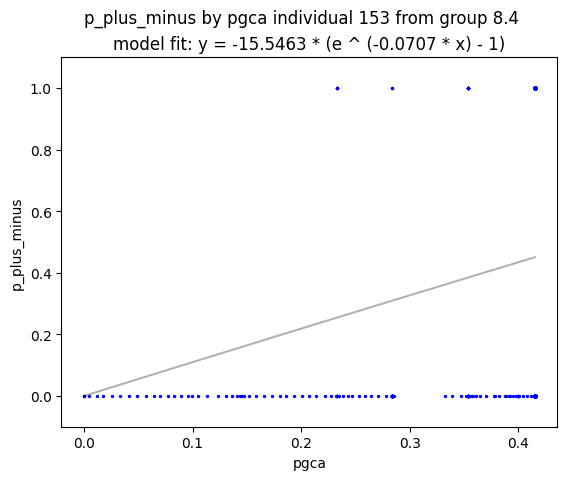 p_plus_minus by pgca individual 153 from group 8.4
model fit: y = -15.5463 * (e ^ (-0.0707 * x) - 1)
1.0
0.8
0.6
0.4
0.2
0.0
p_plus_minus
0.0 0.1 0.2 0.3 0.4
pgca